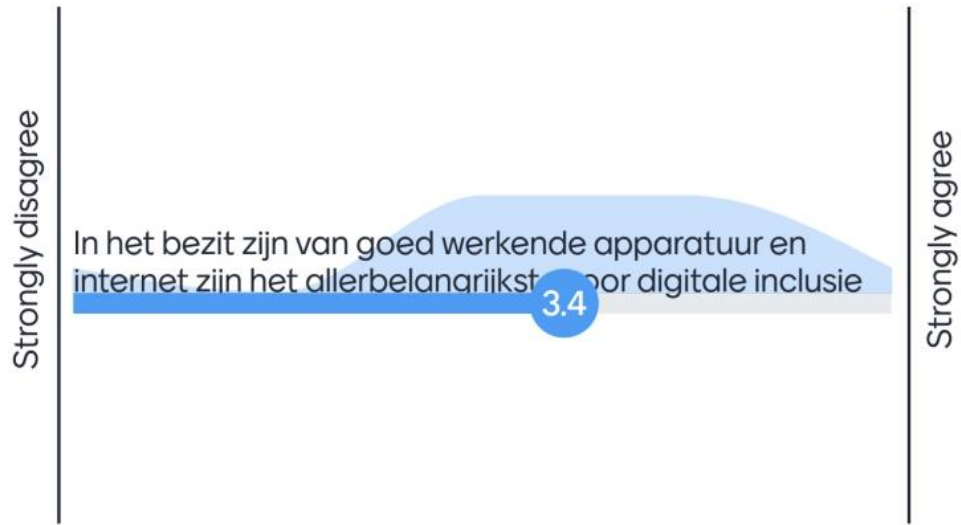 Strongly disagree
In het bezit zijn van goed werkende apparatuur en
internet zijn het allerbelangrijkst oor digitale inclusie
3.4
Strongly agree